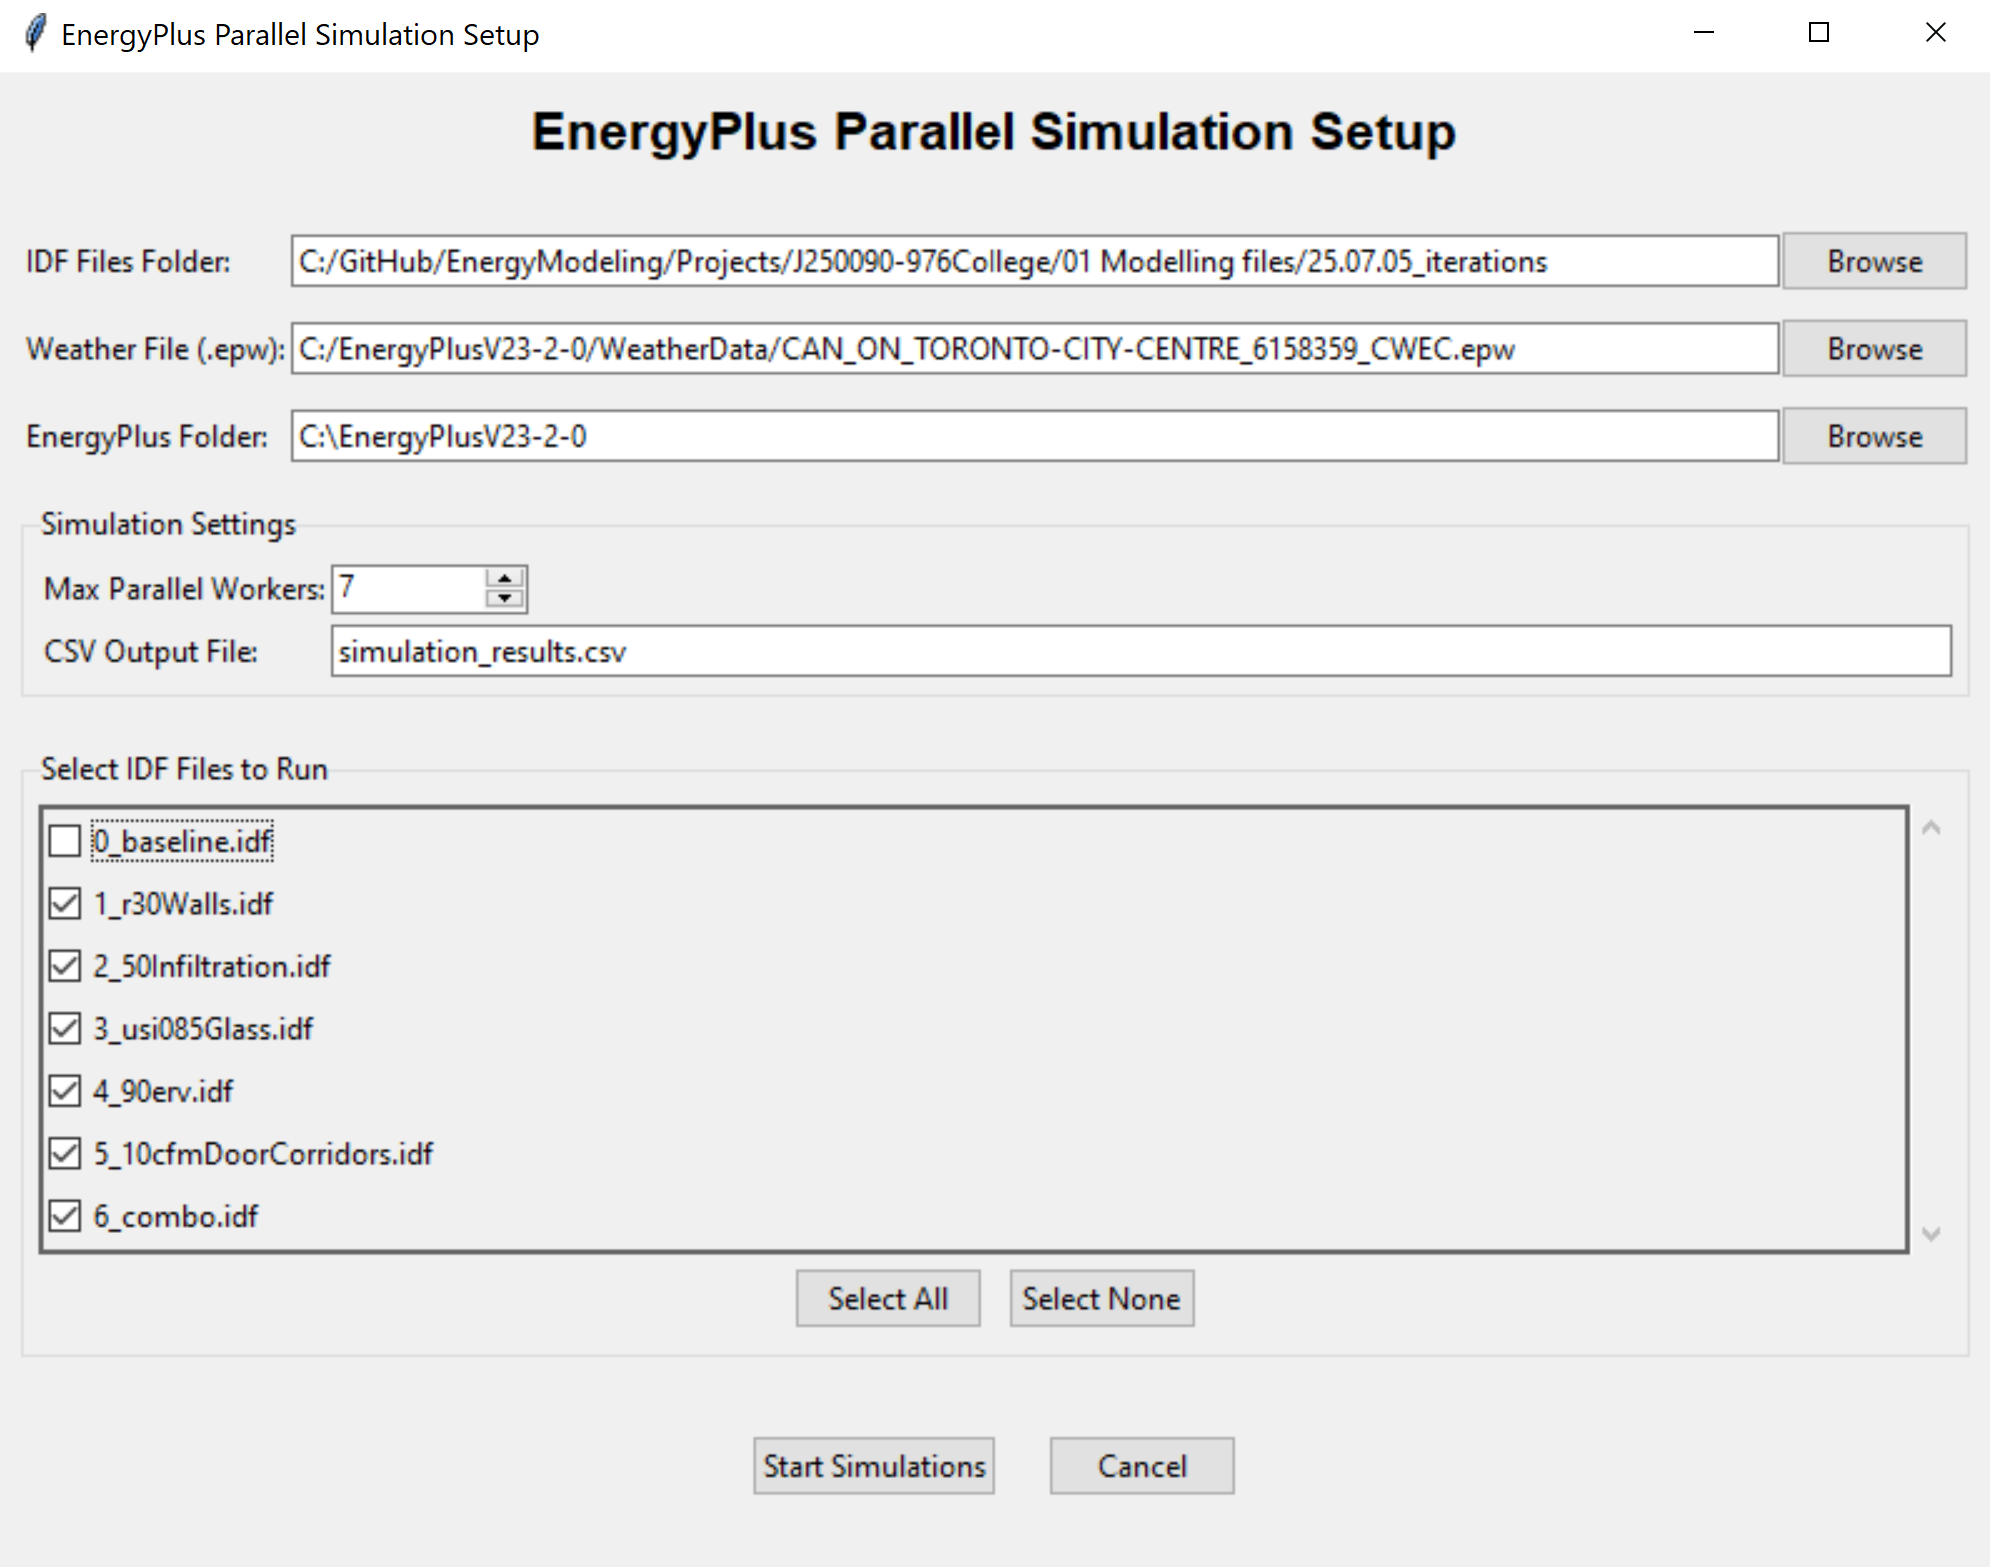 EnergyPlus Parallel Simulation Setup
EnergyPlus Parallel Simulation Setup
IDF Files Folder: C:/GitHub/EnergyModeling/Projects/J250090-976College/01 Modelling files/25.07.05_iterations Browse
Weather File (.epw): C:/EnergyPlusV23-2-0/WeatherData/CAN_ON_TORONTO-CITY-CENTRE_6158359_CWEC.epw Browse
EnergyPlus Folder: C:\EnergyPlusV23-2-0 Browse
Simulation Settings
Max Parallel Workers: 7
CSV Output File: simulation_results.csv
Select IDF Files to Run
0_baseline.idf
1_r30Walls.idf
2_50Infiltration.idf
3_usi085Glass.idf
4_90erv.idf
5_10cfmDoorCorridors.idf
6_combo.idf
Select All Select None
Start Simulations Cancel